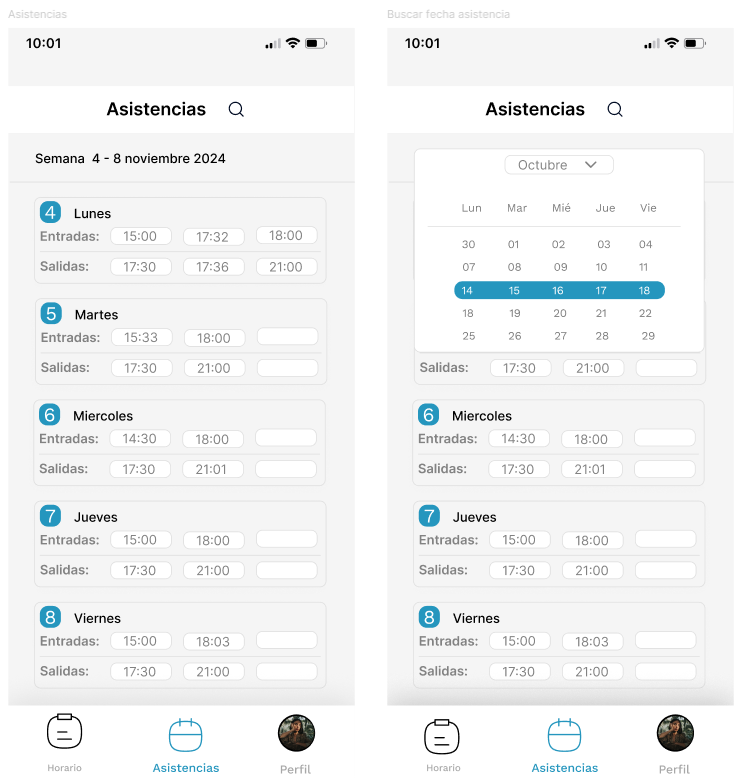 Asistencias
10:01
Asistencias
Semana 4 - 8 noviembre 2024
4 Lunes
Entradas: 15:00 17:32 18:00
Salidas: 17:30 17:36 21:00
5 Martes
Entradas: 15:33 18:00
Salidas: 17:30 21:00
6 Miercoles
Entradas: 14:30 18:00
Salidas: 17:30 21:01
7 Jueves
Entradas: 15:00 18:00
Salidas: 17:30 21:00
8 Viernes
Entradas: 15:00 18:03
Salidas: 17:30 21:00
Horario Asistencias Perfil
Buscar fecha asistencia
10:01
Asistencias
Octubre
Lun Mar Mié Jue Vie
30 01 02 03 04
07 08 09 10 11
14 15 16 17 18
18 19 20 21 22
25 26 27 28 29
Salidas: 17:30 21:00
6 Miercoles
Entradas: 14:30 18:00
Salidas: 17:30 21:01
7 Jueves
Entradas: 15:00 18:00
Salidas: 17:30 21:00
8 Viernes
Entradas: 15:00 18:03
Salidas: 17:30 21:00
Horario Asistencias Perfil